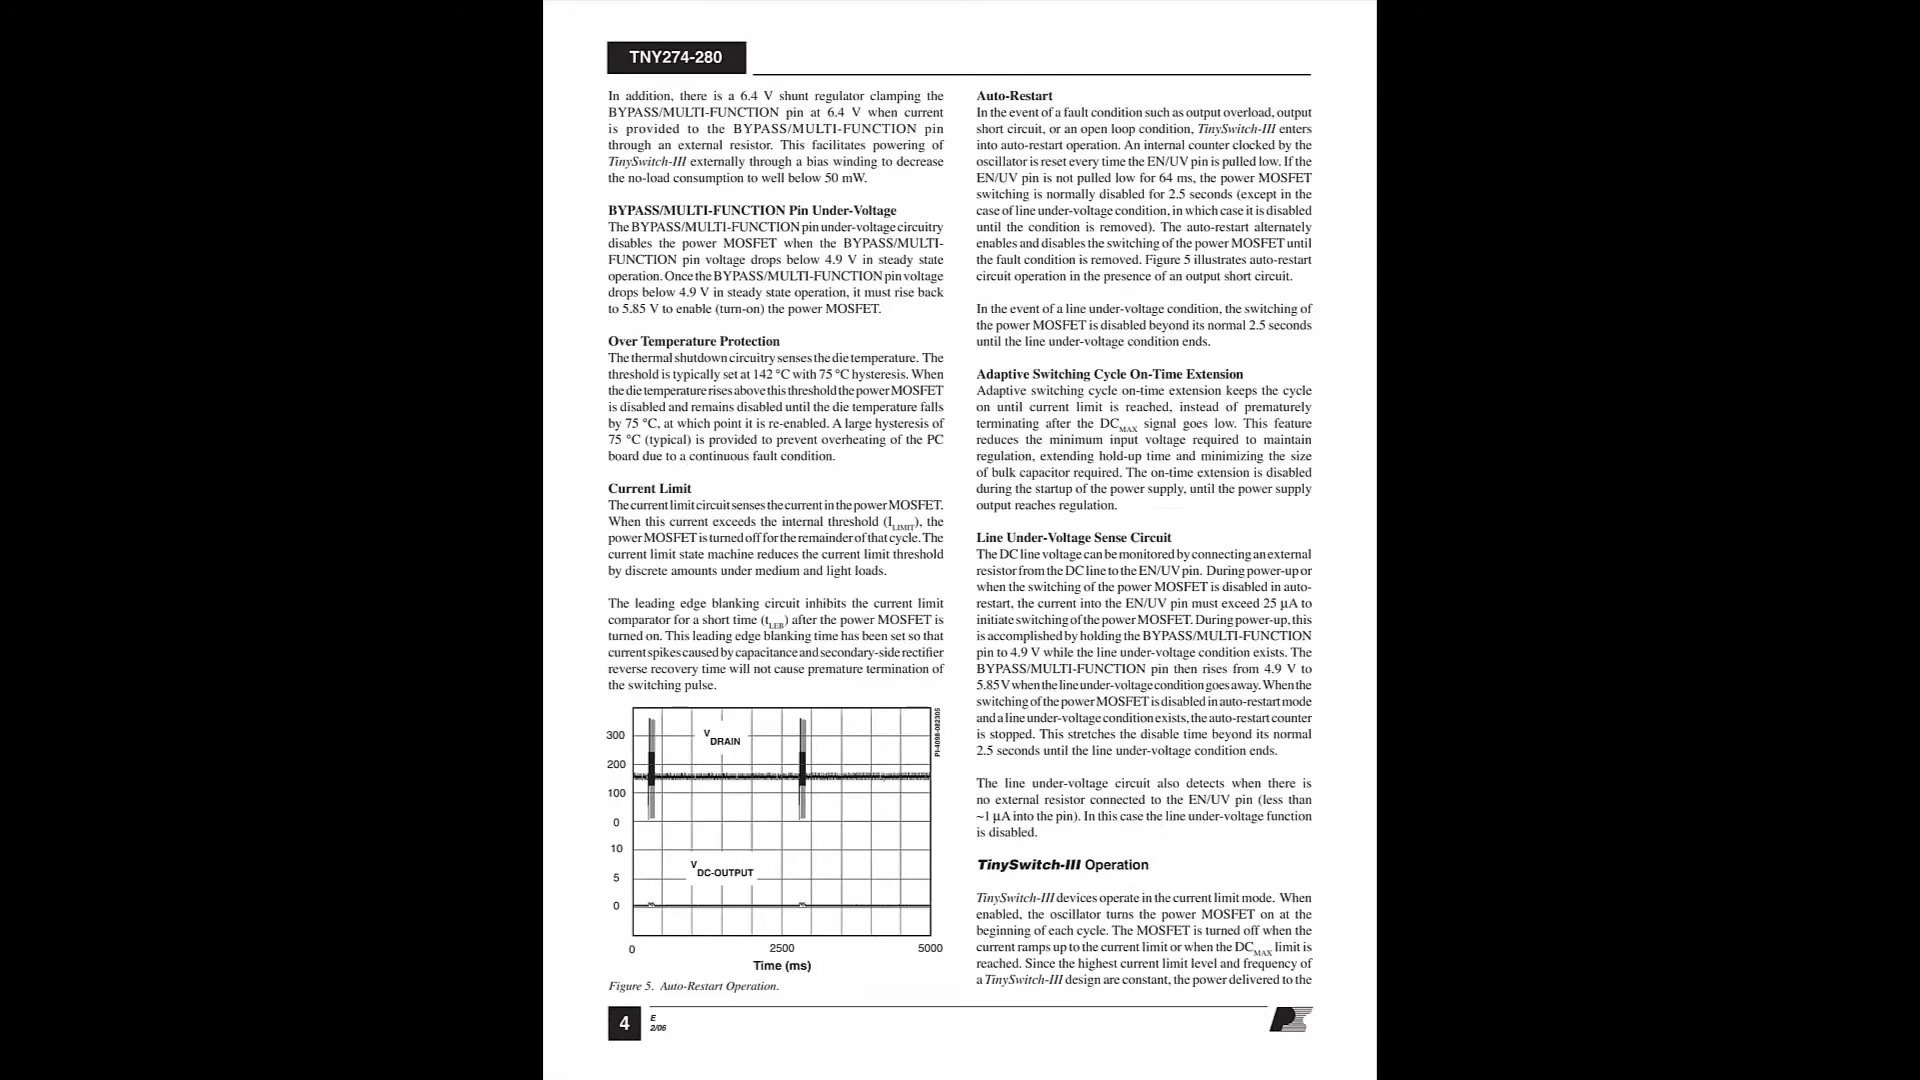 TNY274-280
In addition, there is a 6.4 V shunt regulator clamping the
BYPASS/MULTI-FUNCTION pin at 6.4 V when current
is provided to the BYPASS/MULTI-FUNCTION pin
through an external resistor. This facilitates powering of
TinySwitch-III externally through a bias winding to decrease
the no-load consumption to well below 50 mW.
BYPASS/MULTI-FUNCTION Pin Under-Voltage
The BYPASS/MULTI-FUNCTION pin under-voltage circuitry
disables the power MOSFET when the BYPASS/MULTI-
FUNCTION pin voltage drops below 4.9 V in steady state
operation. Once the BYPASS/MULTI-FUNCTION pin voltage
drops below 4.9 V in steady state operation, it must rise back
to 5.85 V to enable (turn-on) the power MOSFET.
Over Temperature Protection
The thermal shutdown circuitry senses the die temperature. The
threshold is typically set at 142 °C with 75 °C hysteresis. When
the die temperature rises above this threshold the power MOSFET
is disabled and remains disabled until the die temperature falls
by 75 °C, at which point it is re-enabled. A large hysteresis of
75 °C (typical) is provided to prevent overheating of the PC
board due to a continuous fault condition.
Current Limit
The current limit circuit senses the current in the power MOSFET.
When this current exceeds the internal threshold (ILIMIT), the
power MOSFET is turned off for the remainder of that cycle. The
current limit state machine reduces the current limit threshold
by discrete amounts under medium and light loads.
The leading edge blanking circuit inhibits the current limit
comparator for a short time (tLEB) after the power MOSFET is
turned on. This leading edge blanking time has been set so that
current spikes caused by capacitance and secondary-side rectifier
reverse recovery time will not cause premature termination of
the switching pulse.
300
200
100
0
10
5
0
VDRAIN
VDC-OUTPUT
PI-4098-082305
0 2500 5000
Time (ms)
Figure 5. Auto-Restart Operation.
Auto-Restart
In the event of a fault condition such as output overload, output
short circuit, or an open loop condition, TinySwitch-III enters
into auto-restart operation. An internal counter clocked by the
oscillator is reset every time the EN/UV pin is pulled low. If the
EN/UV pin is not pulled low for 64 ms, the power MOSFET
switching is normally disabled for 2.5 seconds (except in the
case of line under-voltage condition, in which case it is disabled
until the condition is removed). The auto-restart alternately
enables and disables the switching of the power MOSFET until
the fault condition is removed. Figure 5 illustrates auto-restart
circuit operation in the presence of an output short circuit.
In the event of a line under-voltage condition, the switching of
the power MOSFET is disabled beyond its normal 2.5 seconds
until the line under-voltage condition ends.
Adaptive Switching Cycle On-Time Extension
Adaptive switching cycle on-time extension keeps the cycle
on until current limit is reached, instead of prematurely
terminating after the DCMAX signal goes low. This feature
reduces the minimum input voltage required to maintain
regulation, extending hold-up time and minimizing the size
of bulk capacitor required. The on-time extension is disabled
during the startup of the power supply, until the power supply
output reaches regulation.
Line Under-Voltage Sense Circuit
The DC line voltage can be monitored by connecting an external
resistor from the DC line to the EN/UV pin. During power-up or
when the switching of the power MOSFET is disabled in auto-
restart, the current into the EN/UV pin must exceed 25 µA to
initiate switching of the power MOSFET. During power-up, this
is accomplished by holding the BYPASS/MULTI-FUNCTION
pin to 4.9 V while the line under-voltage condition exists. The
BYPASS/MULTI-FUNCTION pin then rises from 4.9 V to
5.85 V when the line under-voltage condition goes away. When the
switching of the power MOSFET is disabled in auto-restart mode
and a line under-voltage condition exists, the auto-restart counter
is stopped. This stretches the disable time beyond its normal
2.5 seconds until the line under-voltage condition ends.
The line under-voltage circuit also detects when there is
no external resistor connected to the EN/UV pin (less than
~1 µA into the pin). In this case the line under-voltage function
is disabled.
TinySwitch-III Operation
TinySwitch-III devices operate in the current limit mode. When
enabled, the oscillator turns the power MOSFET on at the
beginning of each cycle. The MOSFET is turned off when the
current ramps up to the current limit or when the DCMAX limit is
reached. Since the highest current limit level and frequency of
a TinySwitch-III design are constant, the power delivered to the
4
E
2/06